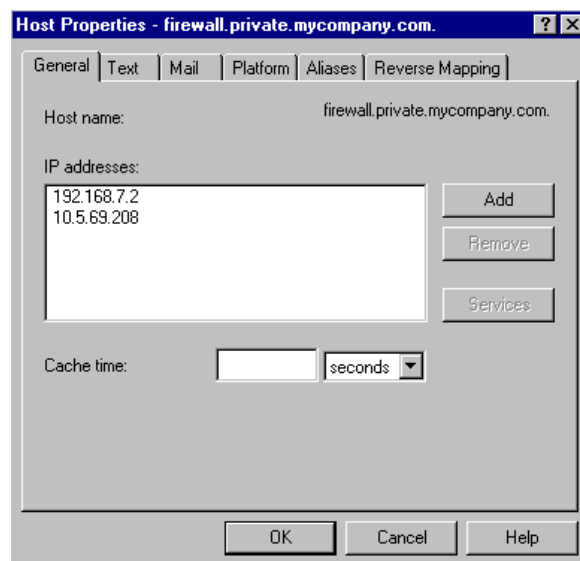 Host Properties - firewall.private.mycompany.com.
General Text Mail Platform Aliases Reverse Mapping
Host name: firewall.private.mycompany.com.
IP addresses:
192.168.7.2
10.5.69.208
Add
Remove
Services
Cache time: seconds
OK Cancel Help